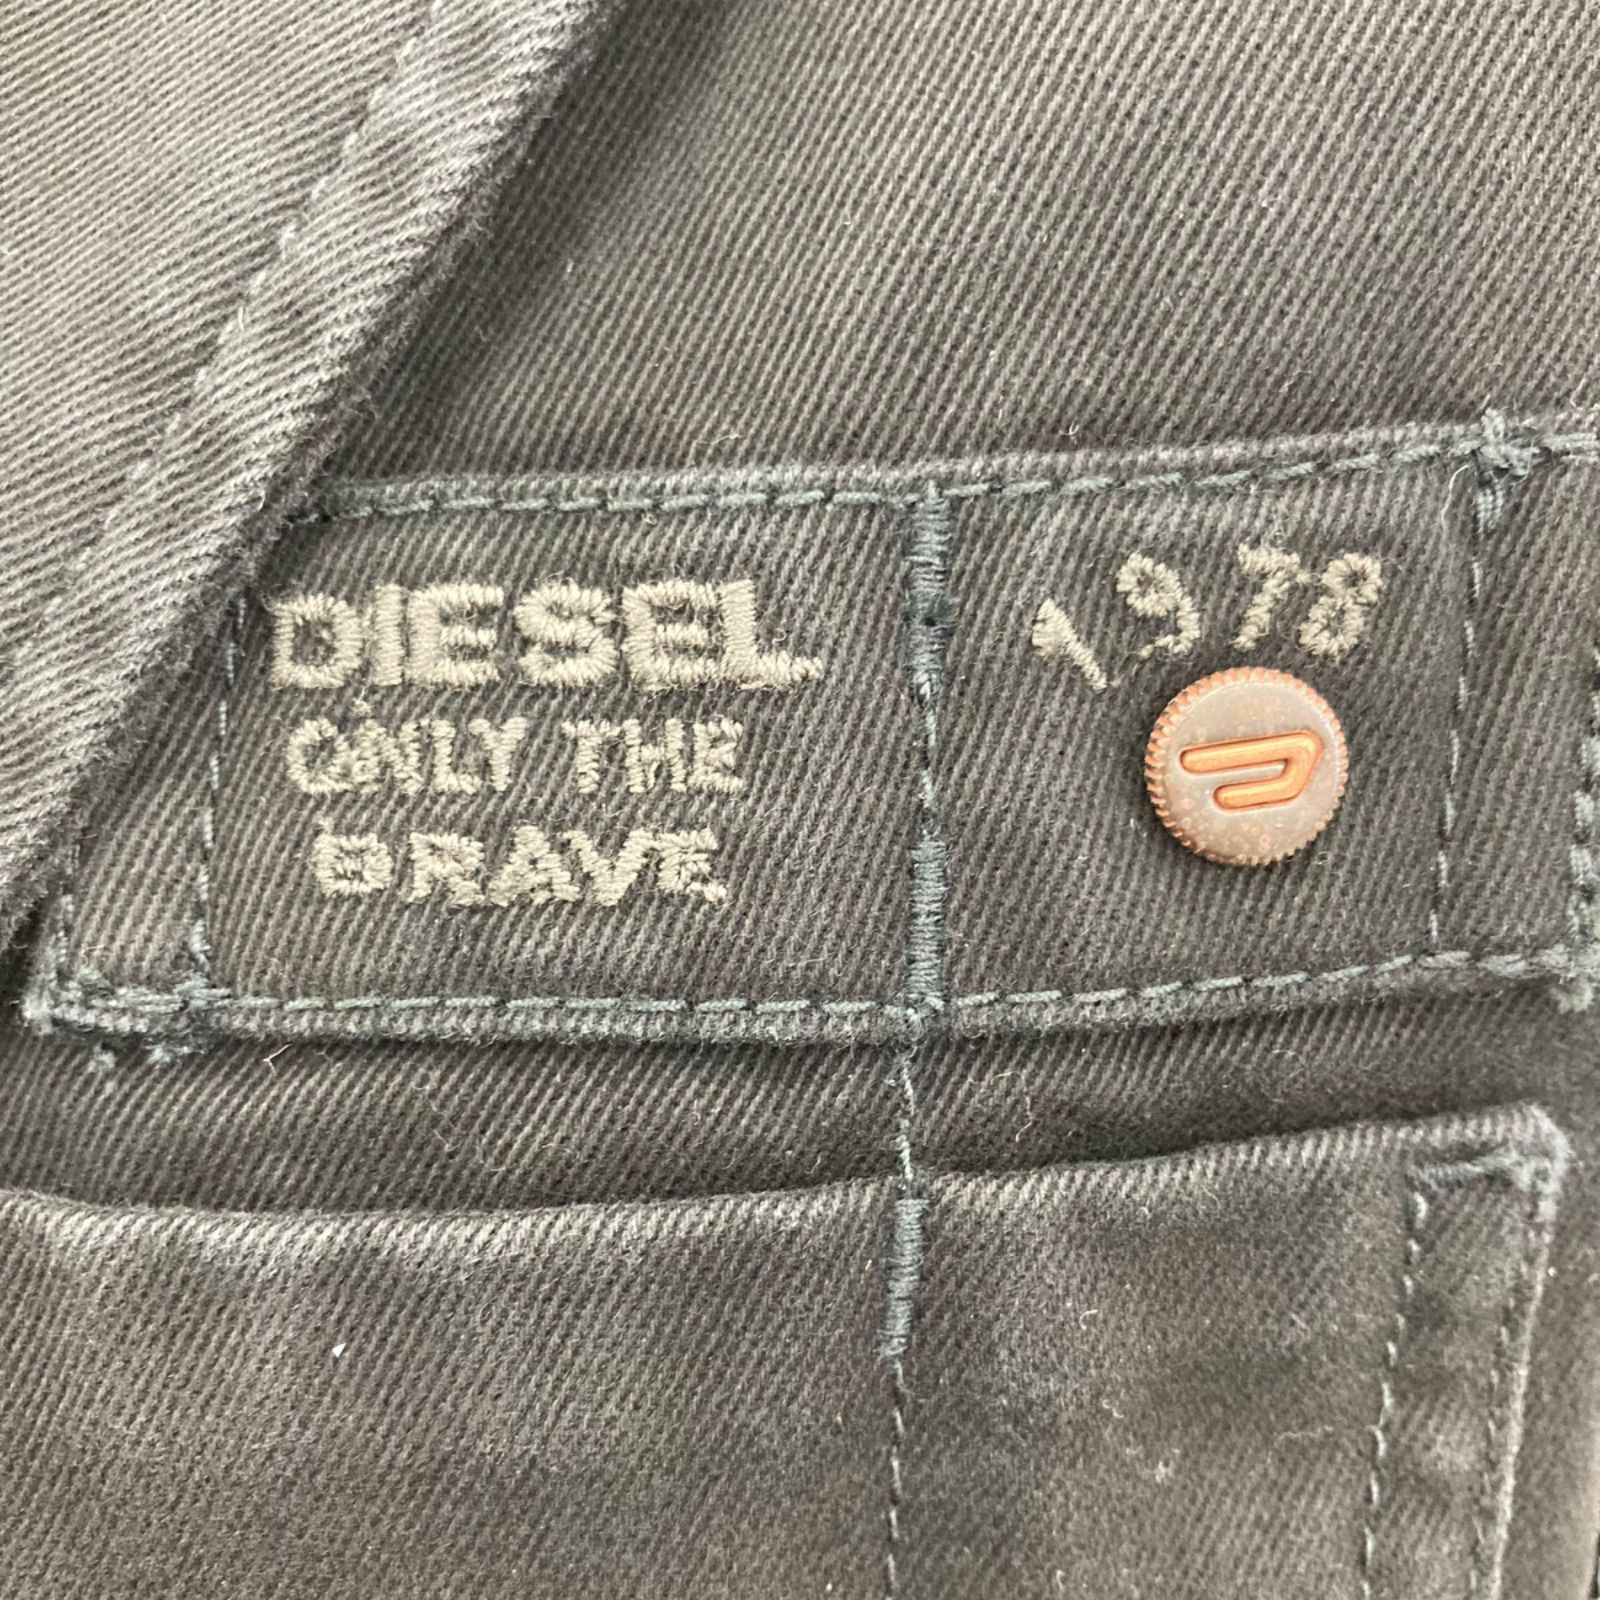 DIESEL
ONLY THE
BRAVE
1978